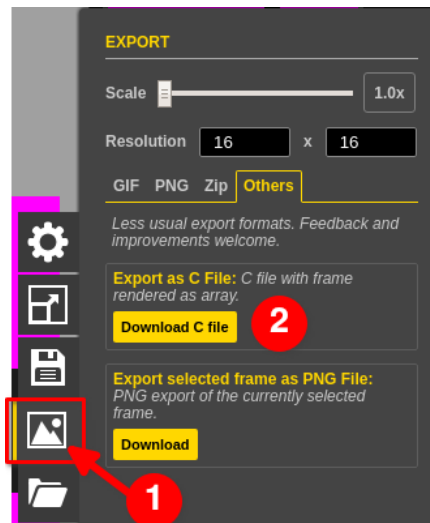 EXPORT
Scale 1.0x
Resolution 16 x 16
GIF PNG Zip Others
Less usual export formats. Feedback and
improvements welcome.
Export as C File: C file with frame
rendered as array.
Download C file
2
Export selected frame as PNG File:
PNG export of the currently selected
frame.
Download
1